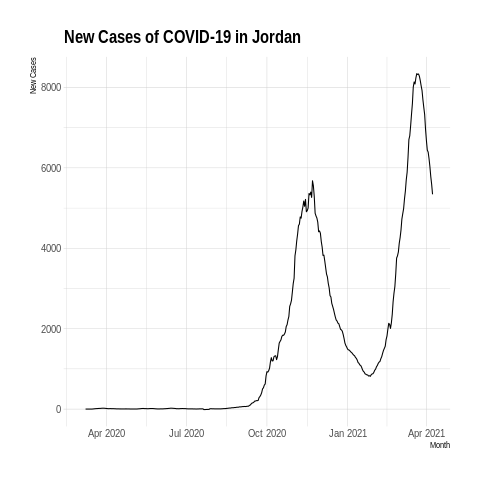 New Cases of COVID-19 in Jordan
New Cases
8000
6000
4000
2000
0
Apr 2020 Jul 2020 Oct 2020 Jan 2021 Apr 2021
Month